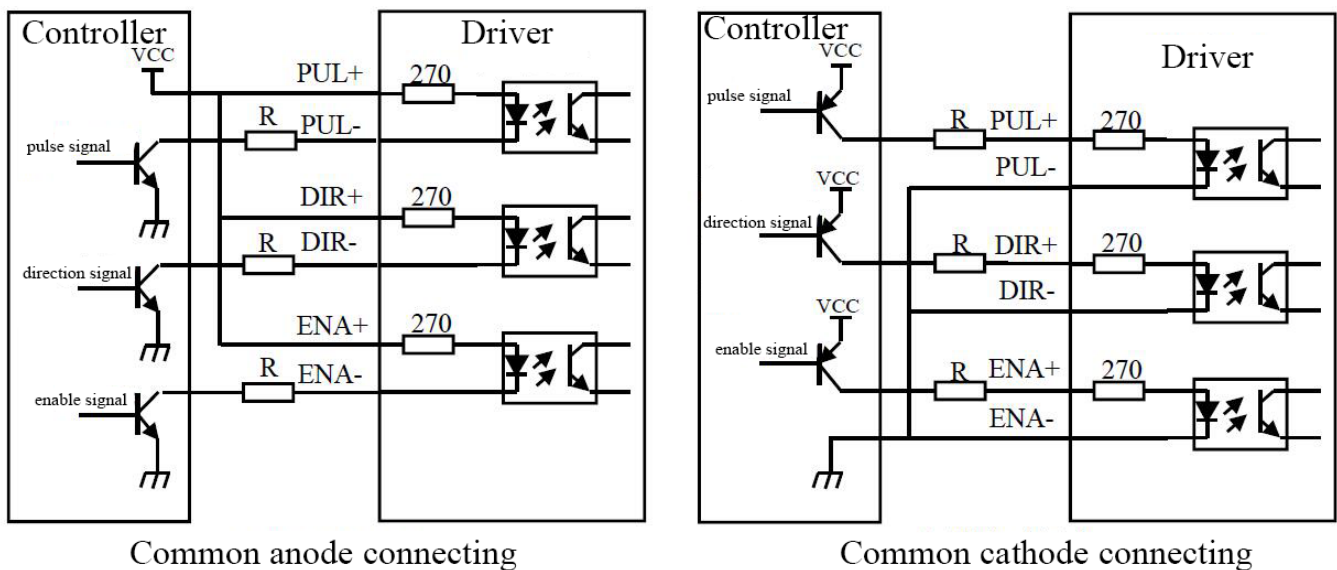 Controller
VCC
Driver
PUL+
270
pulse signal
R
PUL-
DIR+
270
direction signal
R
DIR-
ENA+
270
enable signal
R
ENA-
Common anode connecting
Controller
VCC
Driver
pulse signal
R
PUL+
270
PUL-
VCC
direction signal
R
DIR+
270
DIR-
VCC
enable signal
R
ENA+
270
ENA-
Common cathode connecting